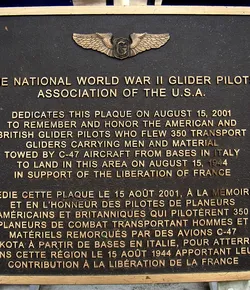 E NATIONAL WORLD WAR II GLIDER PILOT
ASSOCIATION OF THE U.S.A.
DEDICATES THIS PLAQUE ON AUGUST 15, 2001
TO REMEMBER AND HONOR THE AMERICAN AND
BRITISH GLIDER PILOTS WHO FLEW 350 TRANSPORT
GLIDERS CARRYING MEN AND MATERIAL
TOWED BY C-47 AIRCRAFT FROM BASES IN ITALY
TO LAND IN THIS AREA ON AUGUST 15, 1944
IN SUPPORT OF THE LIBERATION OF FRANCE
ÉDIE CETTE PLAQUE LE 15 AOÛT 2001, À LA MÉMOIR
ET EN L'HONNEUR DES PILOTES DE PLANEURS
AMÉRICAINS ET BRITANNIQUES QUI PILOTÈRENT 350
PLANEURS DE COMBAT TRANSPORTANT HOMMES ET
MATÉRIELS REMORQUÉS PAR DES AVIONS C-47
KOTA À PARTIR DE BASES EN ITALIE, POUR ATTERR
NS CETTE RÉGION LE 15 AOÛT 1944 APPORTANT LEU
CONTRIBUTION À LA LIBÉRATION DE LA FRANCE